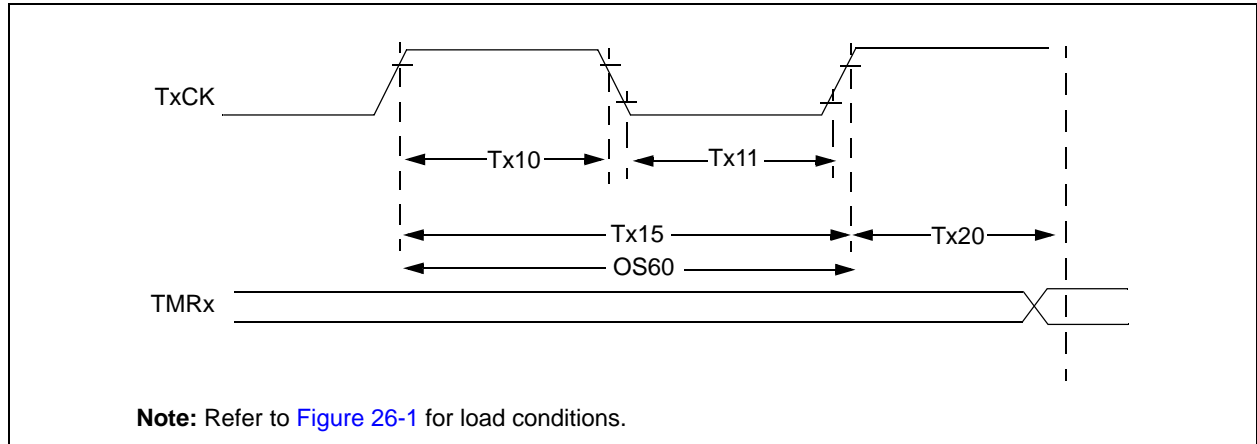 TxCK
Tx10
Tx11
Tx15
Tx20
OS60
TMRx
Note: Refer to Figure 26-1 for load conditions.